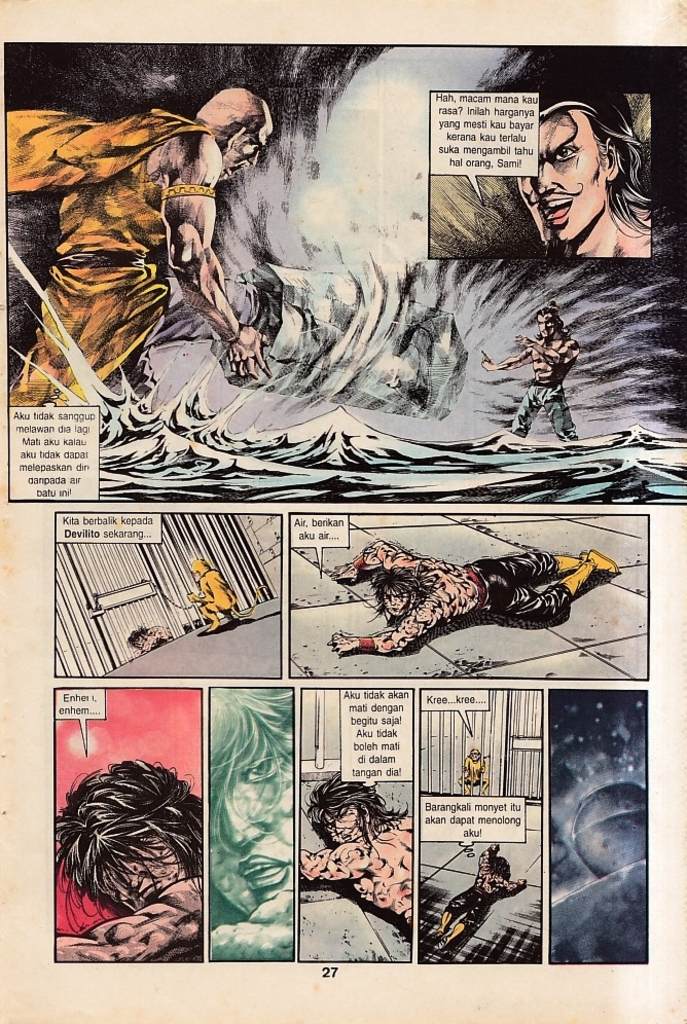 Hah, macam mana kau
rasa? Inilah harganya
yang mesti kau bayar
kerana kau terlalu
suka mengambil tahu
hal orang, Sami!
Aku tidak sanggup
melawan dia lagi
Mati aku kalau
aku tidak dapat
melepaskan diri
daripada air
batu ini!
Kita berbalik kepada
Devilito sekarang...
Air, berikan
aku air....
Enhem,
enhem....
Aku tidak akan
mati dengan
begitu saja!
Aku tidak
boleh mati
di dalam
tangan dia!
Kree...kree....
Barangkali monyet itu
akan dapat menolong
aku!
27